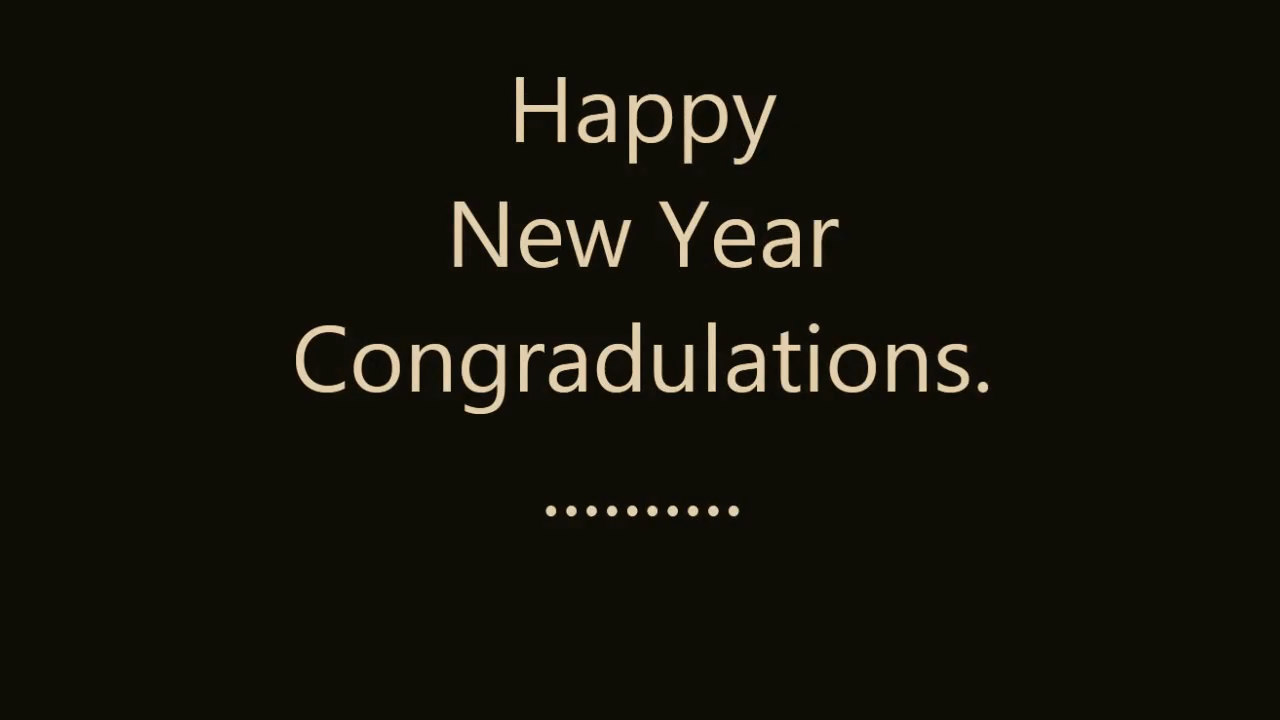 Happy
New Year
Congradulations.
..........